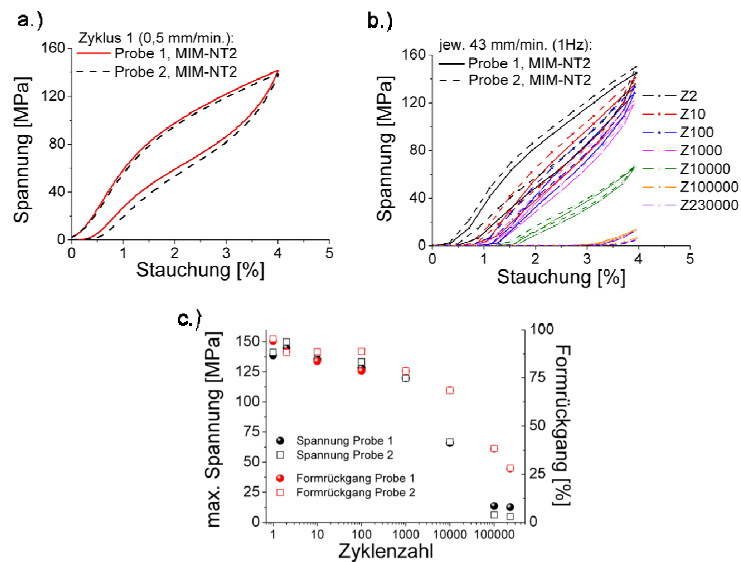 a.)
Zyklus 1 (0,5 mm/min.):
Probe 1, MIM-NT2
Probe 2, MIM-NT2
Spannung [MPa]
160
120
80
40
0
0 1 2 3 4 5
Stauchung [%]
b.)
jew. 43 mm/min. (1Hz):
Probe 1, MIM-NT2
Probe 2, MIM-NT2
Spannung [MPa]
160
120
80
40
0
0 1 2 3 4 5
Stauchung [%]
Z2
Z10
Z100
Z1000
Z10000
Z100000
Z230000
c.)
max. Spannung [MPa]
150
125
100
75
50
25
0
Spannung Probe 1
Spannung Probe 2
Formrückgang Probe 1
Formrückgang Probe 2
1 10 100 1000 10000 100000
Zyklenzahl
100
75
50
25
0
Formrückgang [%]